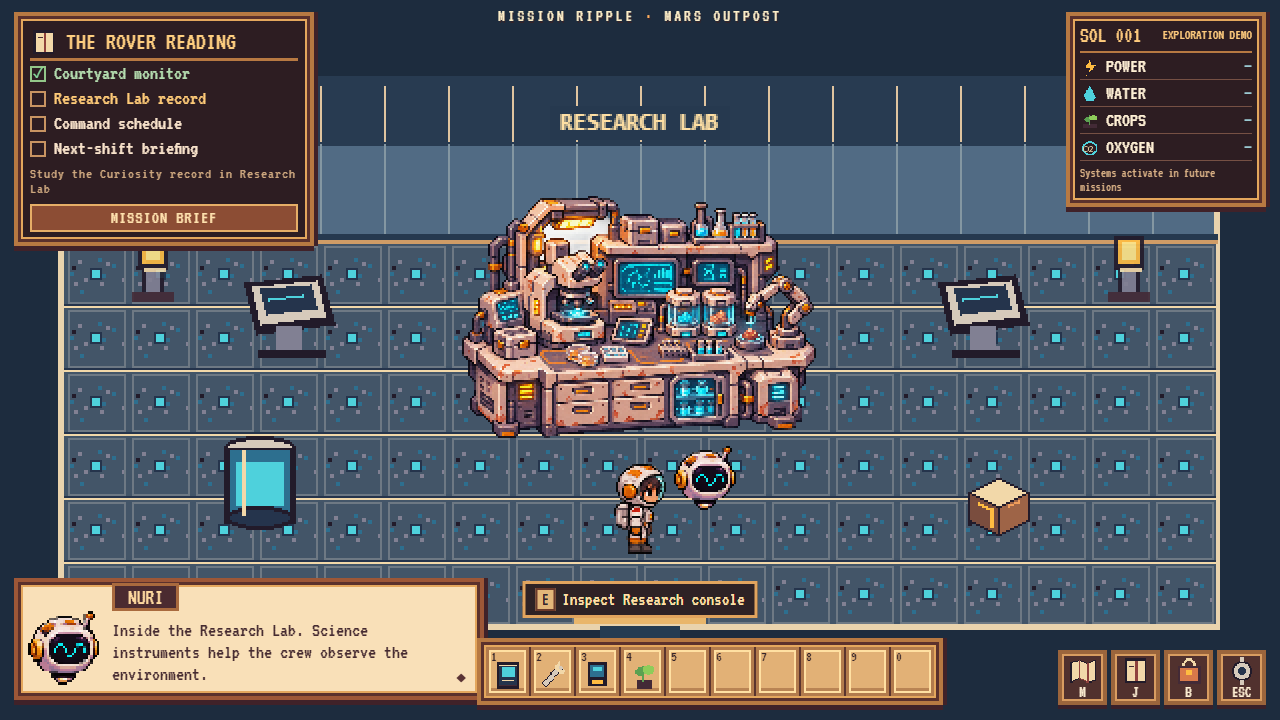 MISSION RIPPLE · MARS OUTPOST
THE ROVER READING
Courtyard monitor
Research Lab record
Command schedule
Next-shift briefing
Study the Curiosity record in Research
Lab
MISSION BRIEF
RESEARCH LAB
SOL 001 EXPLORATION DEMO
POWER –
WATER –
CROPS –
O2 OXYGEN –
Systems activate in future
missions
NURI
Inside the Research Lab. Science
instruments help the crew observe the
environment.
E Inspect Research console
1 2 3 4 5 6 7 8 9 0
M J B ESC